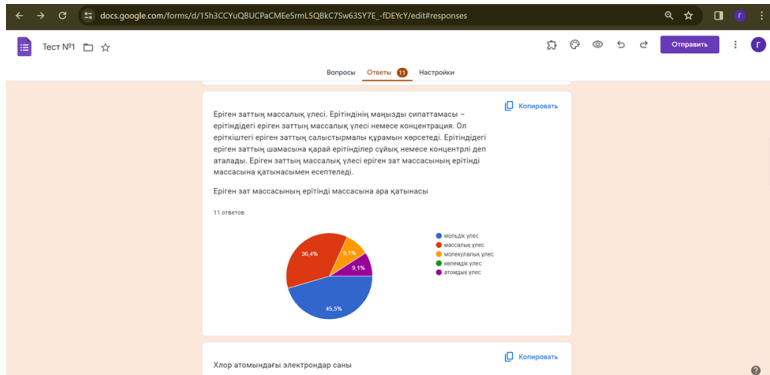 docs.google.com/forms/d/15h3CCYuQBUCPaCMEe5rmL5QBkC7Sw63SY7E_-fDEYcY/edit#responses
Тест №1
Отправить
Г
Вопросы Ответы 11 Настройки
Копировать
Еріген заттың массалық үлесі. Ерітіндінің маңызды сипаттамасы –
ерітіндідегі еріген заттың массалық үлесі немесе концентрация. Ол
еріткіштегі еріген заттың салыстырмалы құрамын көрсетеді. Ерітіндідегі
еріген заттың шамасына қарай ерітінділер сұйық немесе концентрлі деп
аталады. Еріген заттың массалық үлесі еріген зат массасының ерітінді
массасына қатынасымен есептеледі.
Еріген зат массасының ерітінді массасына ара қатынасы
11 ответов
36,4%
9,1%
9,1%
45,5%
мольдік үлес
массалық үлес
молекулалық үлес
көлемдік үлес
атомдық үлес
Копировать
Хлор атомындағы электрондар саны